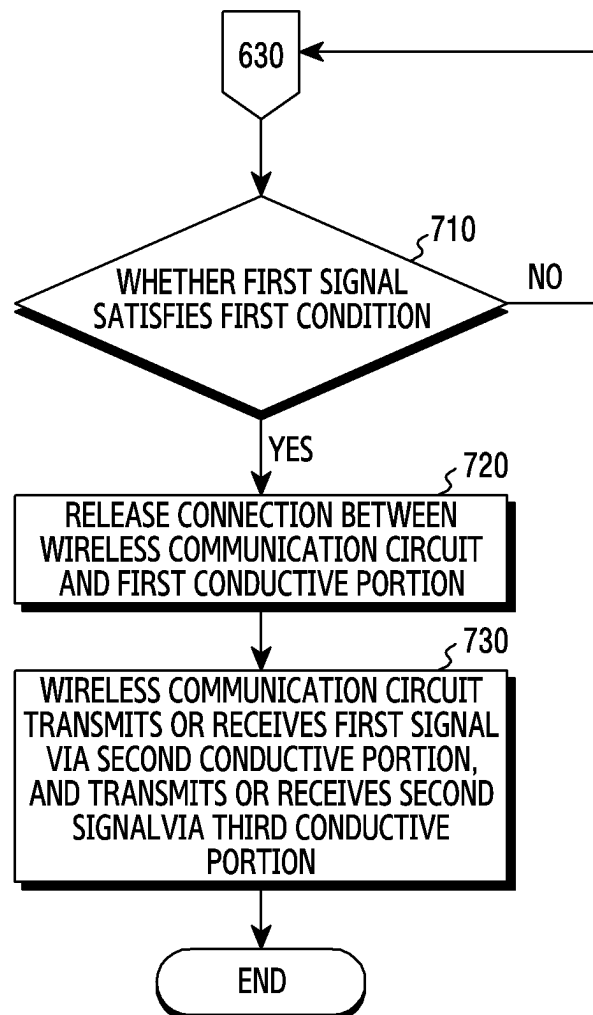 630
710
WHETHER FIRST SIGNAL
SATISFIES FIRST CONDITION
NO
YES
720
RELEASE CONNECTION BETWEEN
WIRELESS COMMUNICATION CIRCUIT
AND FIRST CONDUCTIVE PORTION
730
WIRELESS COMMUNICATION CIRCUIT
TRANSMITS OR RECEIVES FIRST SIGNAL
VIA SECOND CONDUCTIVE PORTION,
AND TRANSMITS OR RECEIVES SECOND
SIGNALVIA THIRD CONDUCTIVE
PORTION
END